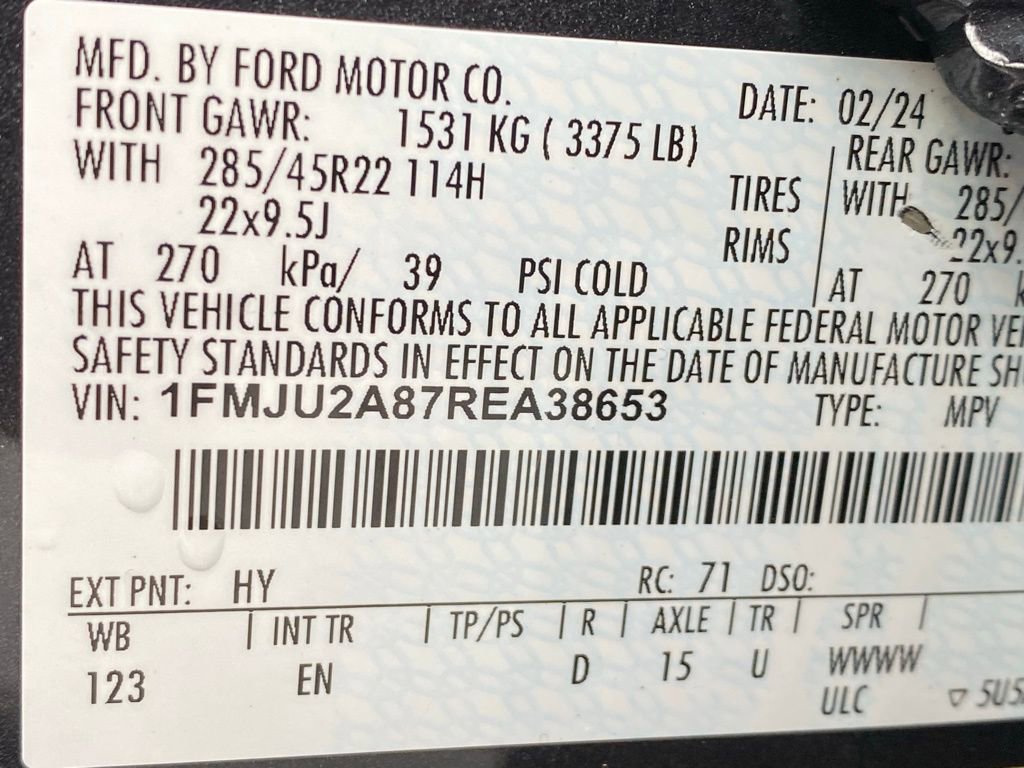 MFD. BY FORD MOTOR CO.
DATE: 02/24
FRONT GAWR: 1531 KG ( 3375 LB)
REAR GAWR:
WITH 285/45R22 114H TIRES
WITH 285/
22x9.5J RIMS
22x9.
AT 270 kPa/ 39 PSI COLD
AT 270
THIS VEHICLE CONFORMS TO ALL APPLICABLE FEDERAL MOTOR
SAFETY STANDARDS IN EFFECT ON THE DATE OF MANUFACTURE
VIN: 1FMJU2A87REA38653 TYPE: MPV
EXT PNT: HY RC: 71 DSO:
WB | INT TR | TP/PS | R | AXLE | TR | SPR |
123 EN D 15 U WWWW
ULC